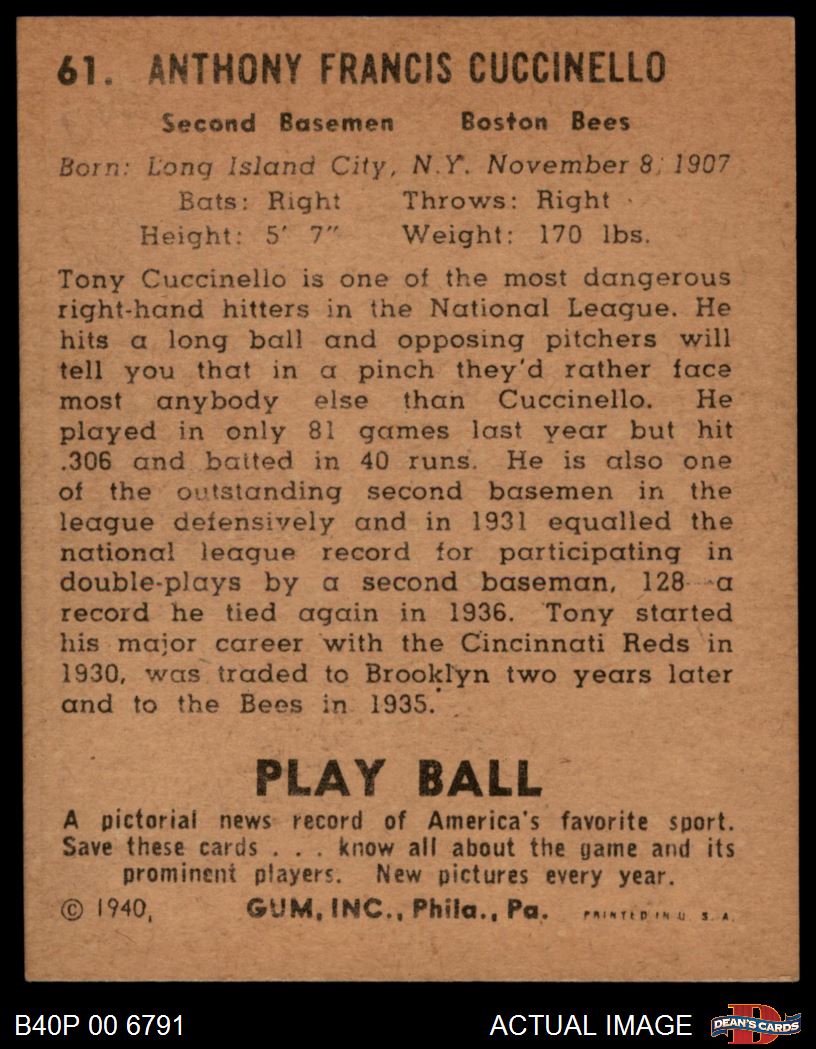 61. ANTHONY FRANCIS CUCCINELLO
Second Basemen Boston Bees
Born: Long Island City, N.Y. November 8, 1907
Bats: Right Throws: Right
Height: 5' 7" Weight: 170 lbs.
Tony Cuccinello is one of the most dangerous
right-hand hitters in the National League. He
hits a long ball and opposing pitchers will
tell you that in a pinch they'd rather face
most anybody else than Cuccinello. He
played in only 81 games last year but hit
.306 and batted in 40 runs. He is also one
of the outstanding second basemen in the
league defensively and in 1931 equalled the
national league record for participating in
double-plays by a second baseman, 128—a
record he tied again in 1936. Tony started
his major career with the Cincinnati Reds in
1930, was traded to Brooklyn two years later
and to the Bees in 1935.
PLAY BALL
A pictorial news record of America's favorite sport.
Save these cards . . . know all about the game and its
prominent players. New pictures every year.
© 1940, GUM, INC., Phila., Pa. PRINTED IN U. S. A.
B40P 00 6791 ACTUAL IMAGE D DEAN'S CARDS